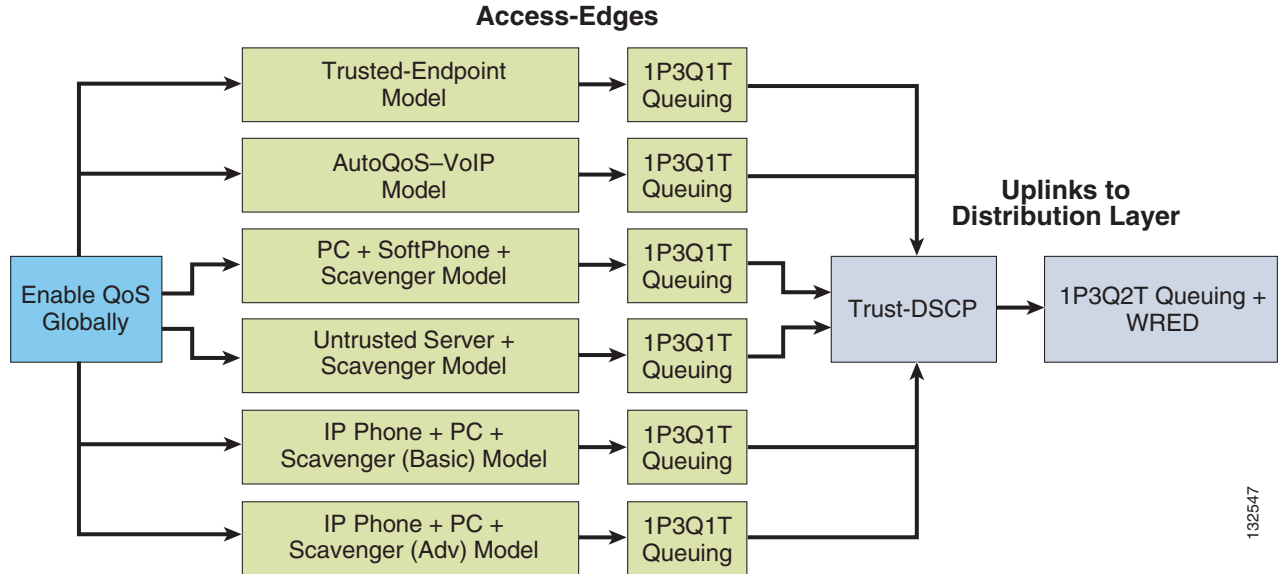 Access-Edges
Trusted-Endpoint
Model
1P3Q1T
Queuing
AutoQoS–VoIP
Model
1P3Q1T
Queuing
Uplinks to
Distribution Layer
PC + SoftPhone +
Scavenger Model
1P3Q1T
Queuing
Enable QoS
Globally
Trust-DSCP
1P3Q2T Queuing +
WRED
Untrusted Server +
Scavenger Model
1P3Q1T
Queuing
IP Phone + PC +
Scavenger (Basic) Model
1P3Q1T
Queuing
IP Phone + PC +
Scavenger (Adv) Model
1P3Q1T
Queuing
132547